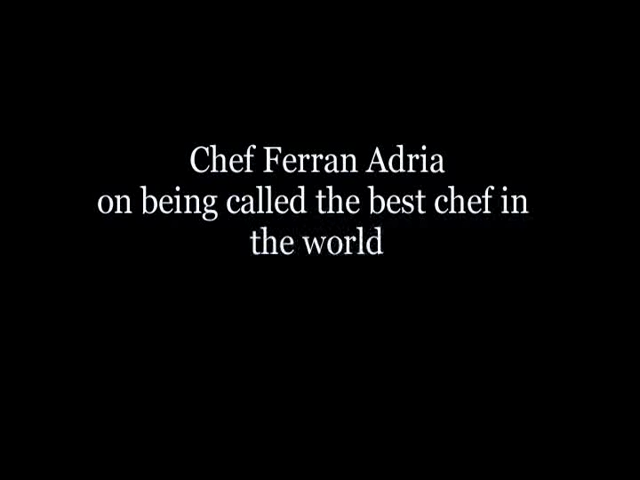 Chef Ferran Adria
on being called the best chef in
the world